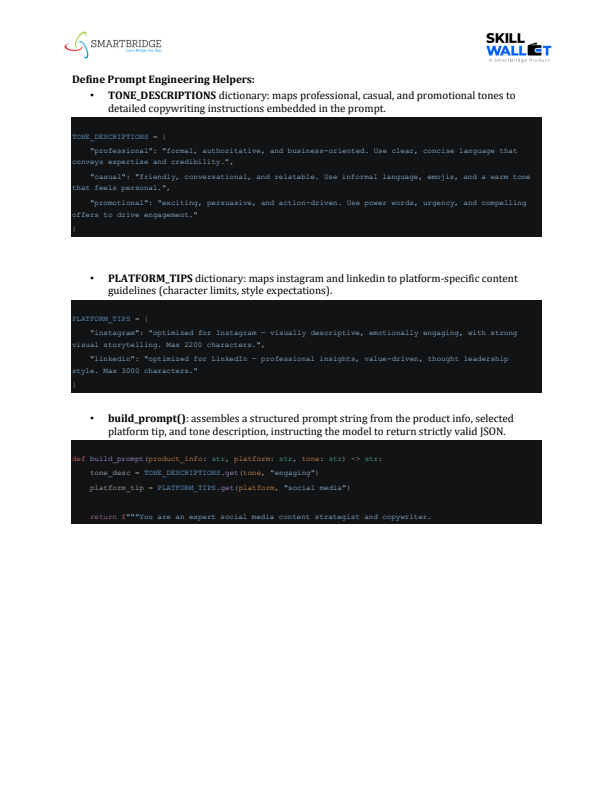 SMARTBRIDGE
Let's Bridge the Gap
SKILL
WALLET
A SmartBridge Product
Define Prompt Engineering Helpers:
• TONE_DESCRIPTIONS dictionary: maps professional, casual, and promotional tones to
detailed copywriting instructions embedded in the prompt.
TONE_DESCRIPTIONS = {
"professional": "formal, authoritative, and business-oriented. Use clear, concise language that
conveys expertise and credibility.",
"casual": "friendly, conversational, and relatable. Use informal language, emojis, and a warm tone
that feels personal.",
"promotional": "exciting, persuasive, and action-driven. Use power words, urgency, and compelling
offers to drive engagement."
}
• PLATFORM_TIPS dictionary: maps instagram and linkedin to platform-specific content
guidelines (character limits, style expectations).
PLATFORM_TIPS = {
"instagram": "optimized for Instagram — visually descriptive, emotionally engaging, with strong
visual storytelling. Max 2200 characters.",
"linkedin": "optimized for LinkedIn — professional insights, value-driven, thought leadership
style. Max 3000 characters."
}
• build_prompt(): assembles a structured prompt string from the product info, selected
platform tip, and tone description, instructing the model to return strictly valid JSON.
def build_prompt(product_info: str, platform: str, tone: str) -> str:
tone_desc = TONE_DESCRIPTIONS.get(tone, "engaging")
platform_tip = PLATFORM_TIPS.get(platform, "social media")
return f"""You are an expert social media content strategist and copywriter.